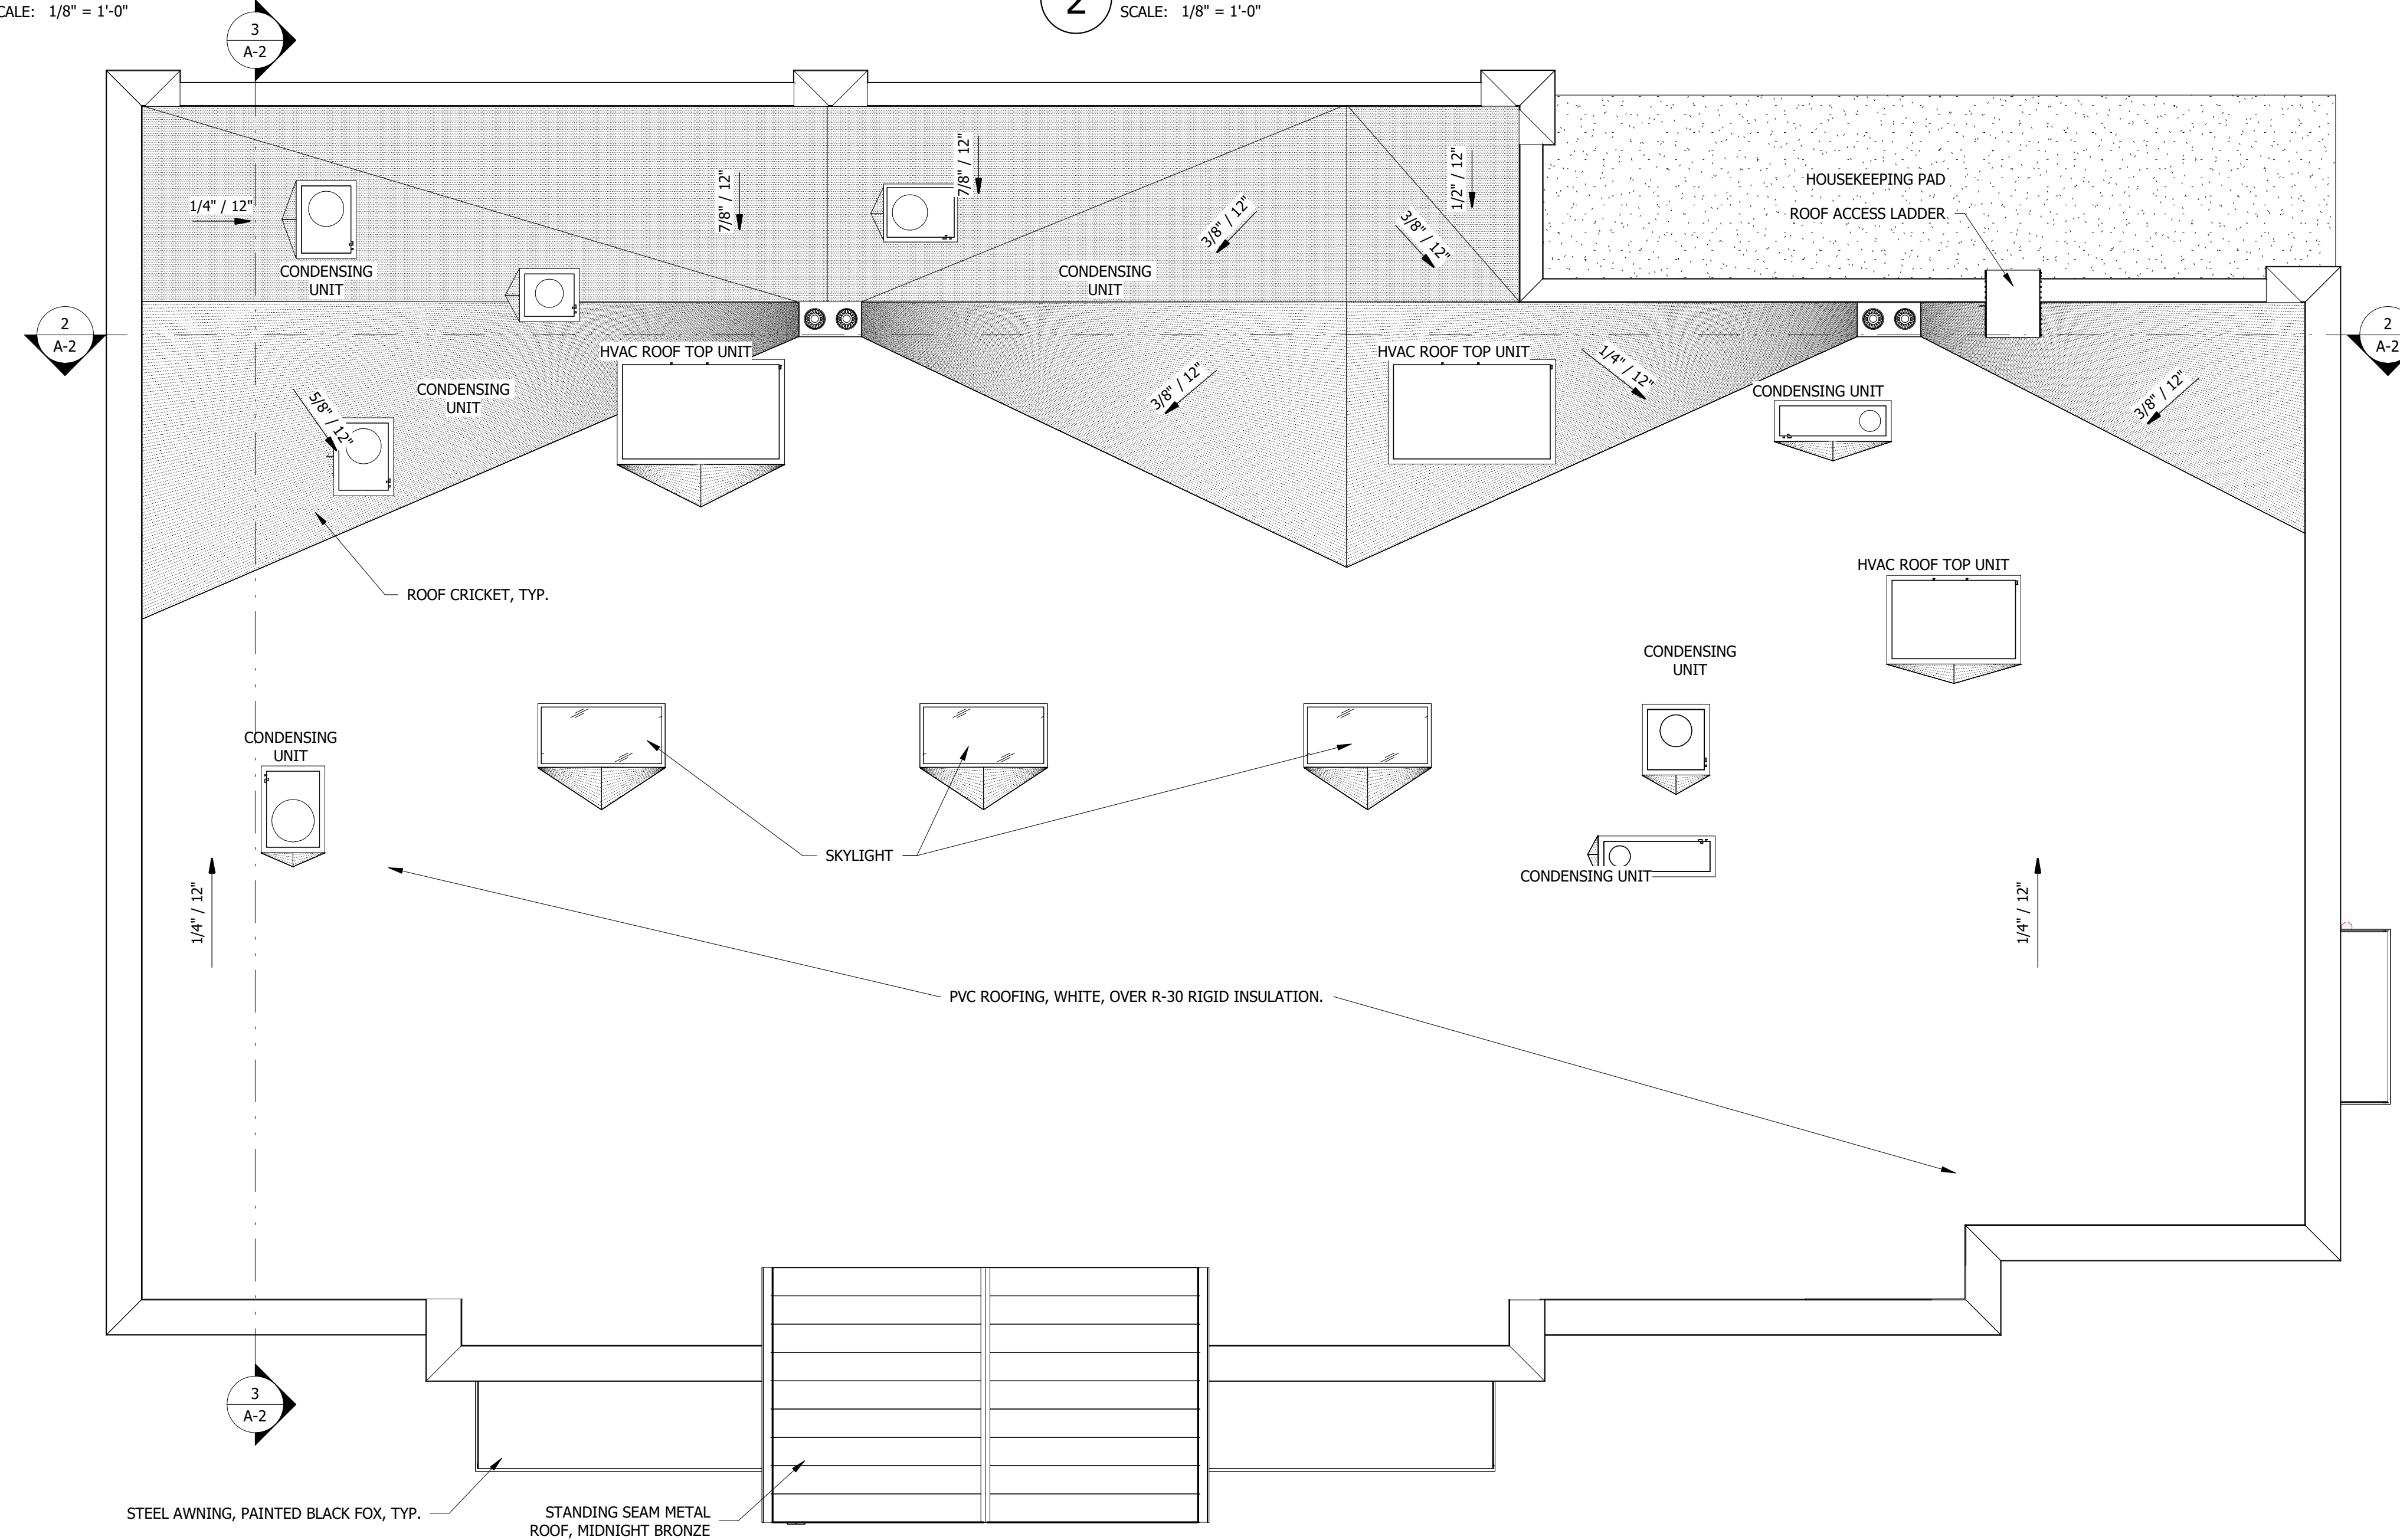 CALE: 1/8" = 1'-0"
2
SCALE: 1/8" = 1'-0"
3
A-2
1/4" / 12"
CONDENSING
UNIT
7/8" / 12"
7/8" / 12"
CONDENSING
UNIT
3/8" / 12"
3/8" / 12"
1/2" / 12"
HOUSEKEEPING PAD
ROOF ACCESS LADDER
2
A-2
2
A-2
HVAC ROOF TOP UNIT
HVAC ROOF TOP UNIT
5/8" / 12"
CONDENSING
UNIT
3/8" / 12"
1/4" / 12"
CONDENSING UNIT
3/8" / 12"
ROOF CRICKET, TYP.
HVAC ROOF TOP UNIT
CONDENSING
UNIT
CONDENSING
UNIT
SKYLIGHT
CONDENSING UNIT
1/4" / 12"
1/4" / 12"
PVC ROOFING, WHITE, OVER R-30 RIGID INSULATION.
3
A-2
STEEL AWNING, PAINTED BLACK FOX, TYP.
STANDING SEAM METAL
ROOF, MIDNIGHT BRONZE